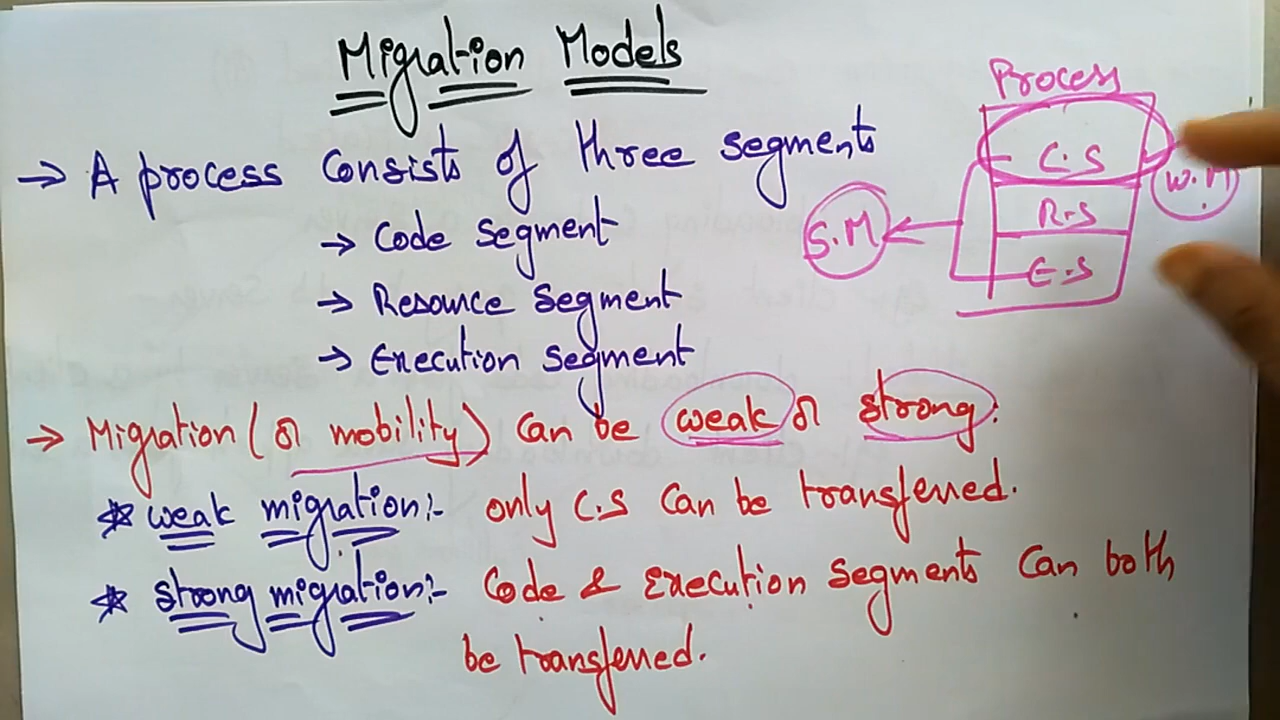 Migration Models
→ A process consists of three segments
→ Code segment
→ Resource segment
→ Execution segment
→ Migration (or mobility) can be weak or strong:
* weak migration:- only C.S can be transferred.
* strong migration:- Code & Execution segments can both
be transferred.
Process
C.S
R.S
E.S
S.M
W.M